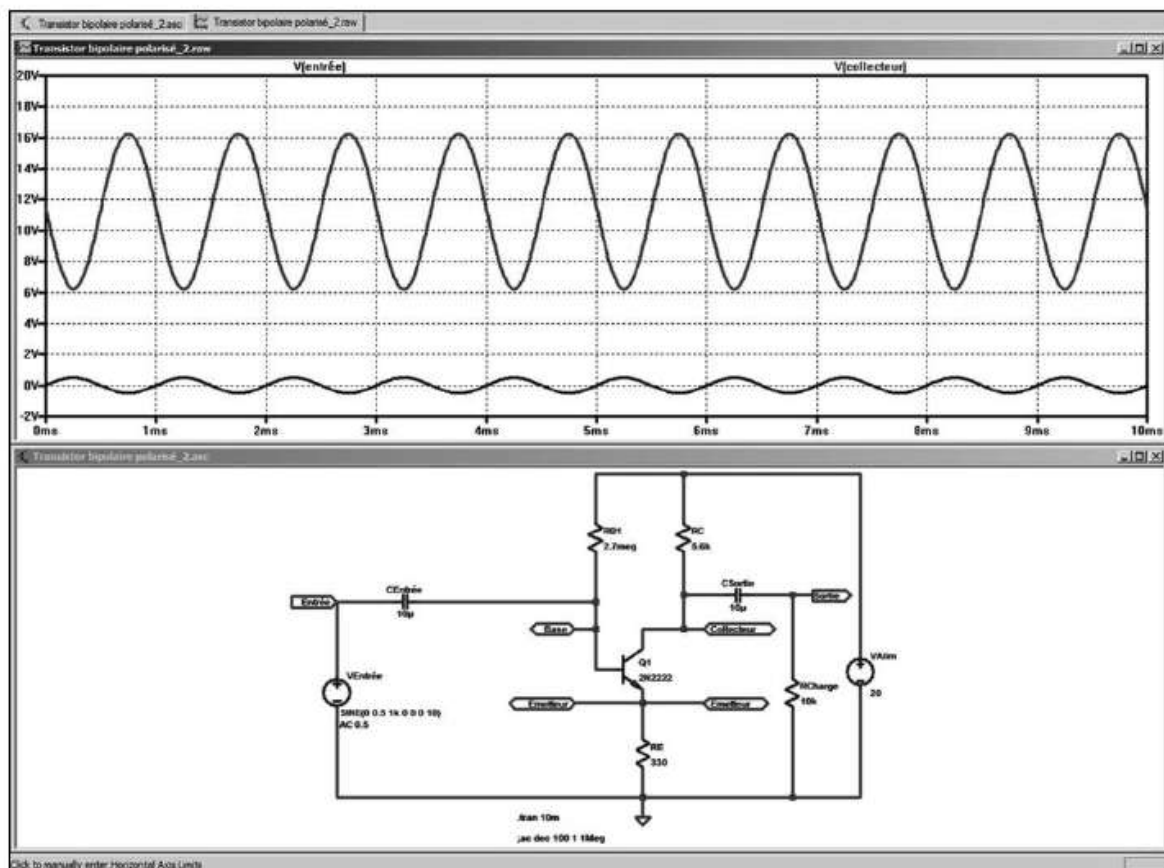 Transistor bipolaire polarisé_2.asc Transistor bipolaire polarisé_2.raw
Transistor bipolaire polarisé_2.raw
V(entrée) V(collecteur)
20V
18V
16V
14V
12V
10V
8V
6V
4V
2V
0V
-2V
0ms 1ms 2ms 3ms 4ms 5ms 6ms 7ms 8ms 9ms 10ms
Transistor bipolaire polarisé_2.asc
RB1
2.7meg
RC
5.6k
CEntrée
10µ
Entrée
CSortie
10µ
Sortie
Base
Collecteur
Q1
2N2222
VAlim
20
VEntrée
SINE(0 0.5 1k 0 0 0 10)
AC 0.5
Emetteur
Emetteur
RCharge
10k
RE
330
.tran 10m
;ac dec 100 1 1Meg
Click to manually enter Horizontal Axis Limits